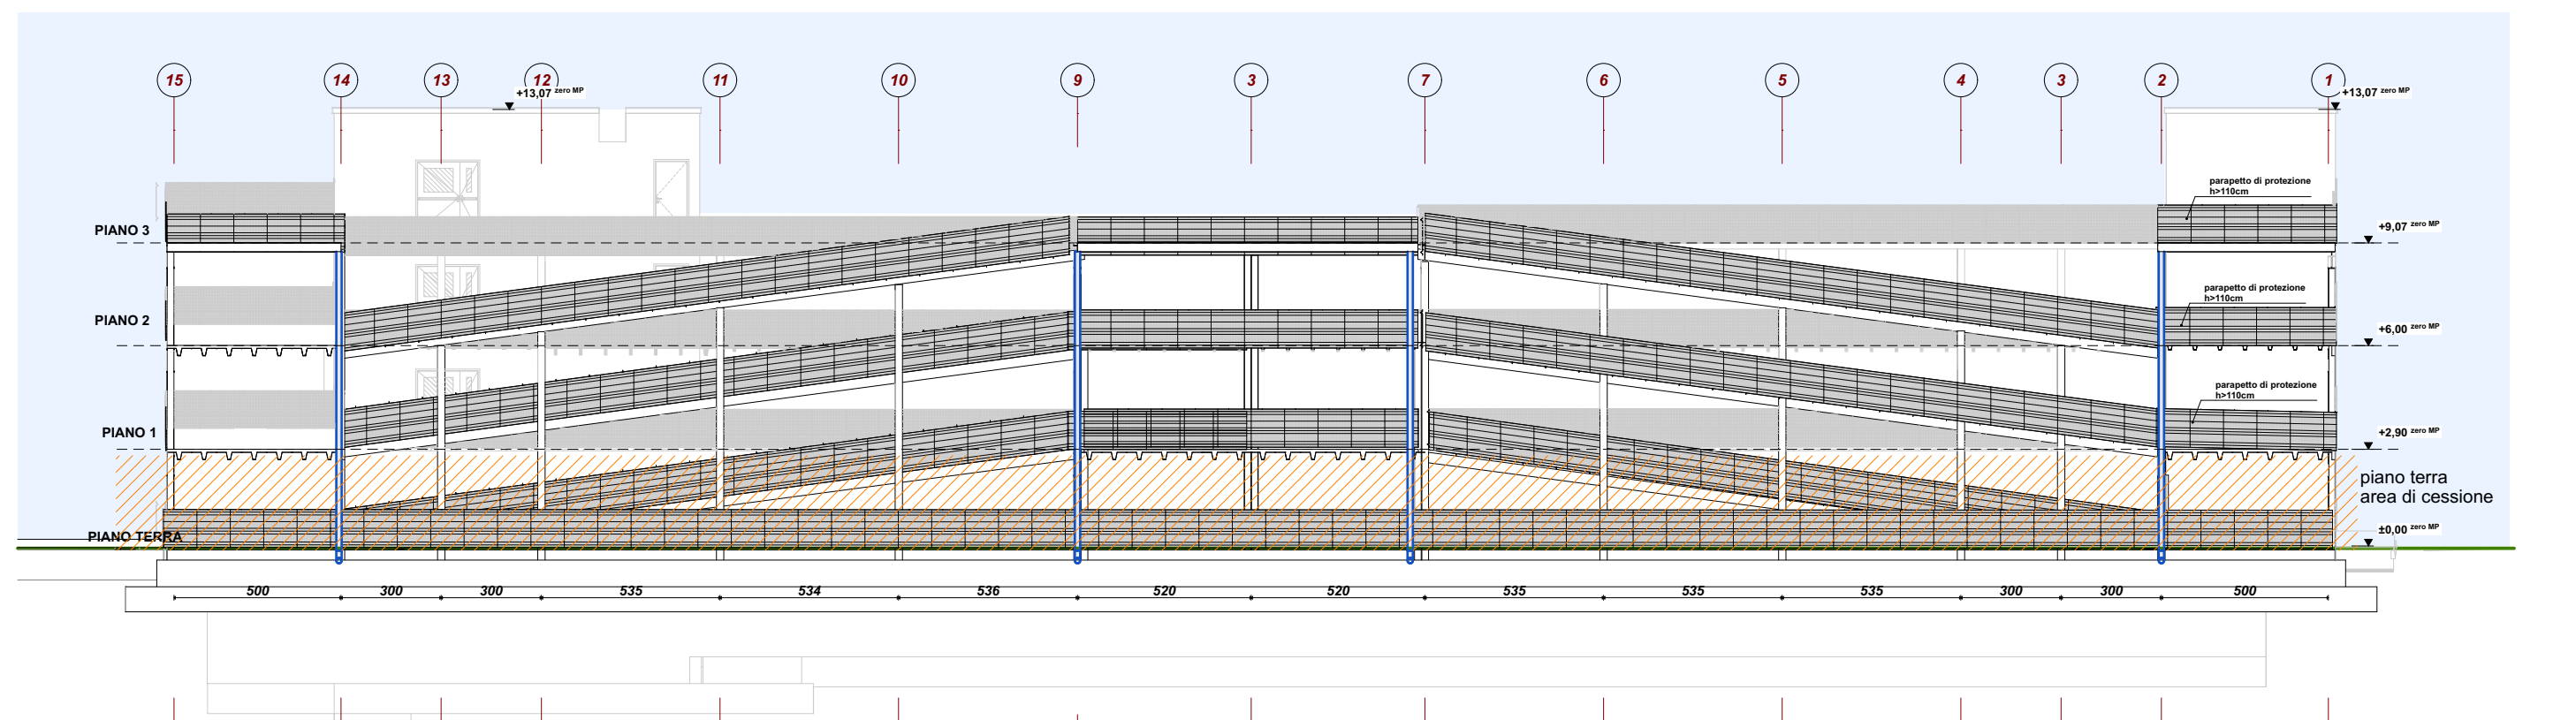 15 14 13 12 11 10 9 3 7 6 5 4 3 2 1
+13,07 zero MP
+13,07 zero MP
parapetto di protezione
h>110cm
PIANO 3
+9,07 zero MP
parapetto di protezione
h>110cm
PIANO 2
+6,00 zero MP
parapetto di protezione
h>110cm
PIANO 1
+2,90 zero MP
piano terra
area di cessione
PIANO TERRA
±0,00 zero MP
500 300 300 535 534 536 520 520 535 535 535 300 300 500